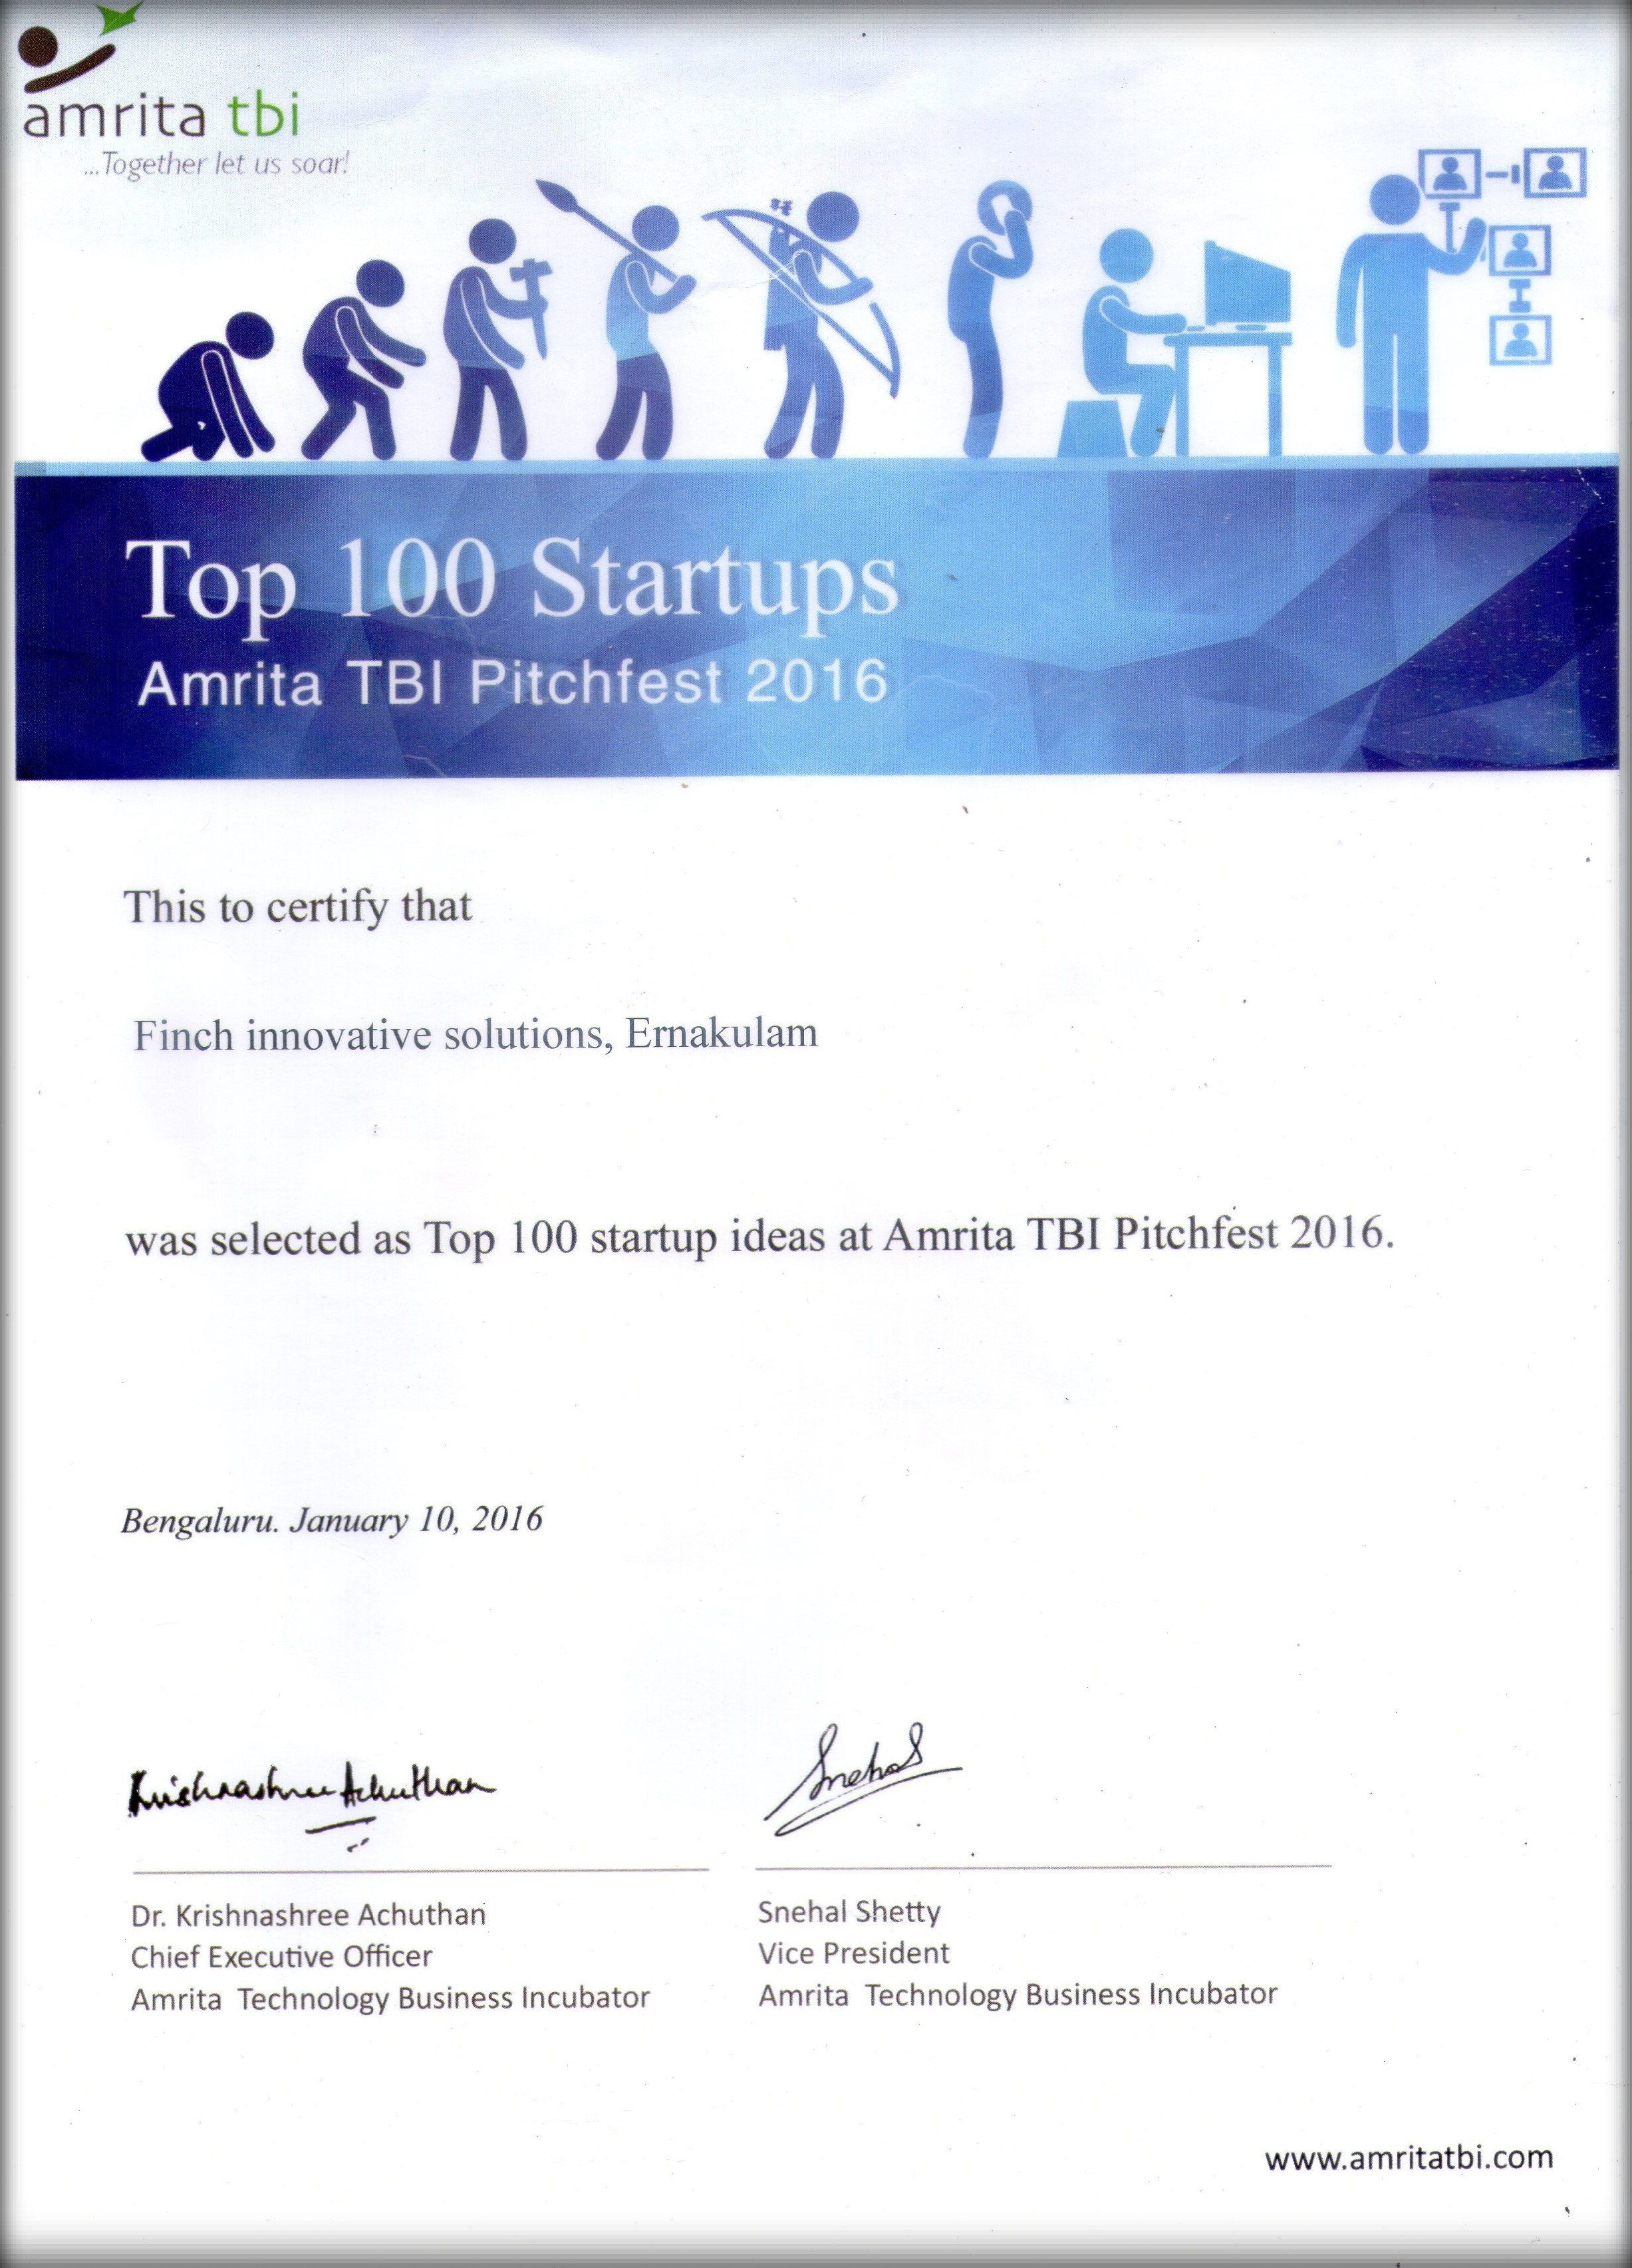 amrita tbi
...Together let us soar!
Top 100 Startups
Amrita TBI Pitchfest 2016
This to certify that
Finch innovative solutions, Ernakulam
was selected as Top 100 startup ideas at Amrita TBI Pitchfest 2016.
Bengaluru. January 10, 2016
Krishnashree Achuthan
Snehal
Dr. Krishnashree Achuthan
Chief Executive Officer
Amrita Technology Business Incubator
Snehal Shetty
Vice President
Amrita Technology Business Incubator
www.amritatbi.com